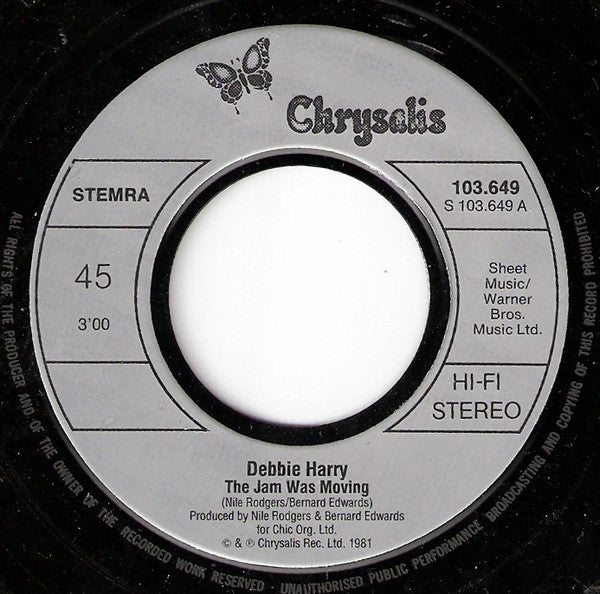 Chrysalis
STEMRA
45
3'00
103.649
S 103.649 A
Sheet
Music/
Warner
Bros.
Music Ltd.
HI-FI
STEREO
Debbie Harry
The Jam Was Moving
(Nile Rodgers/Bernard Edwards)
Produced by Nile Rodgers & Bernard Edwards
for Chic Org. Ltd.
© & ℗ Chrysalis Rec. Ltd. 1981
ALL RIGHTS OF THE PRODUCER AND OF THE OWNER OF THE RECORDED WORK RESERVED · UNAUTHORISED PUBLIC PERFORMANCE BROADCASTING AND COPYING OF THIS RECORD PROHIBITED